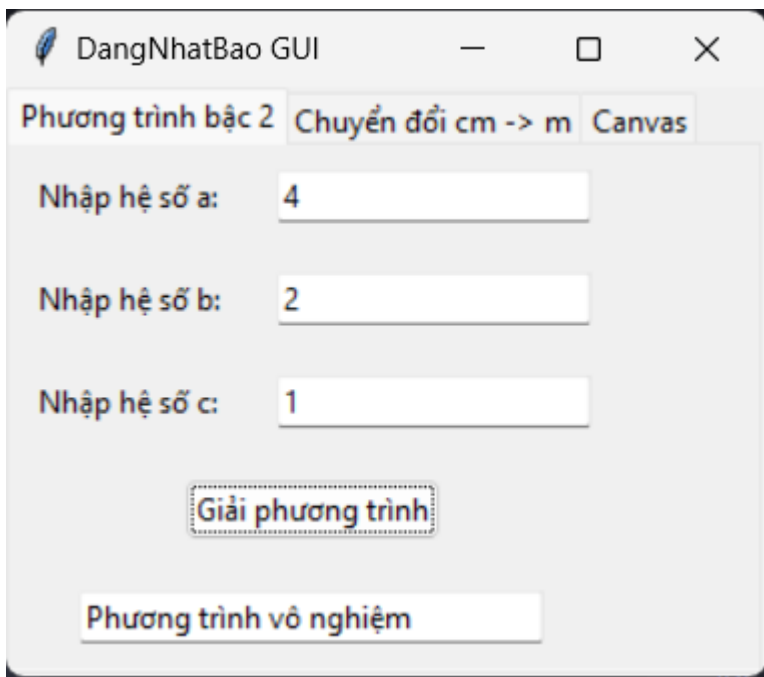 DangNhatBao GUI
Phương trình bậc 2 Chuyển đổi cm -> m Canvas
Nhập hệ số a: 4
Nhập hệ số b: 2
Nhập hệ số c: 1
Giải phương trình
Phương trình vô nghiệm